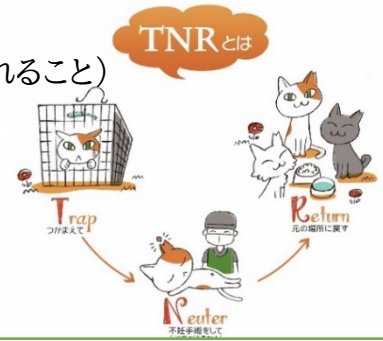 TNRとは
れること）
Trap
つかまえて
Return
元の場所に戻す
Neuter
不妊手術をして